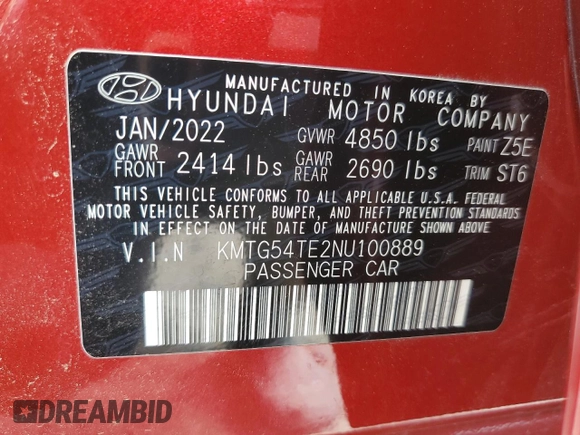 MANUFACTURED IN KOREA BY
HYUNDAI MOTOR COMPANY
JAN/2022 GVWR 4850 lbs PAINT Z5E
GAWR FRONT 2414 lbs GAWR REAR 2690 lbs TRIM ST6
THIS VEHICLE CONFORMS TO ALL APPLICABLE U.S.A. FEDERAL
MOTOR VEHICLE SAFETY, BUMPER, AND THEFT PREVENTION STANDARDS
IN EFFECT ON THE DATE OF MANUFACTURE SHOWN ABOVE
V.I.N KMTG54TE2NU100889
PASSENGER CAR
DREAMBID